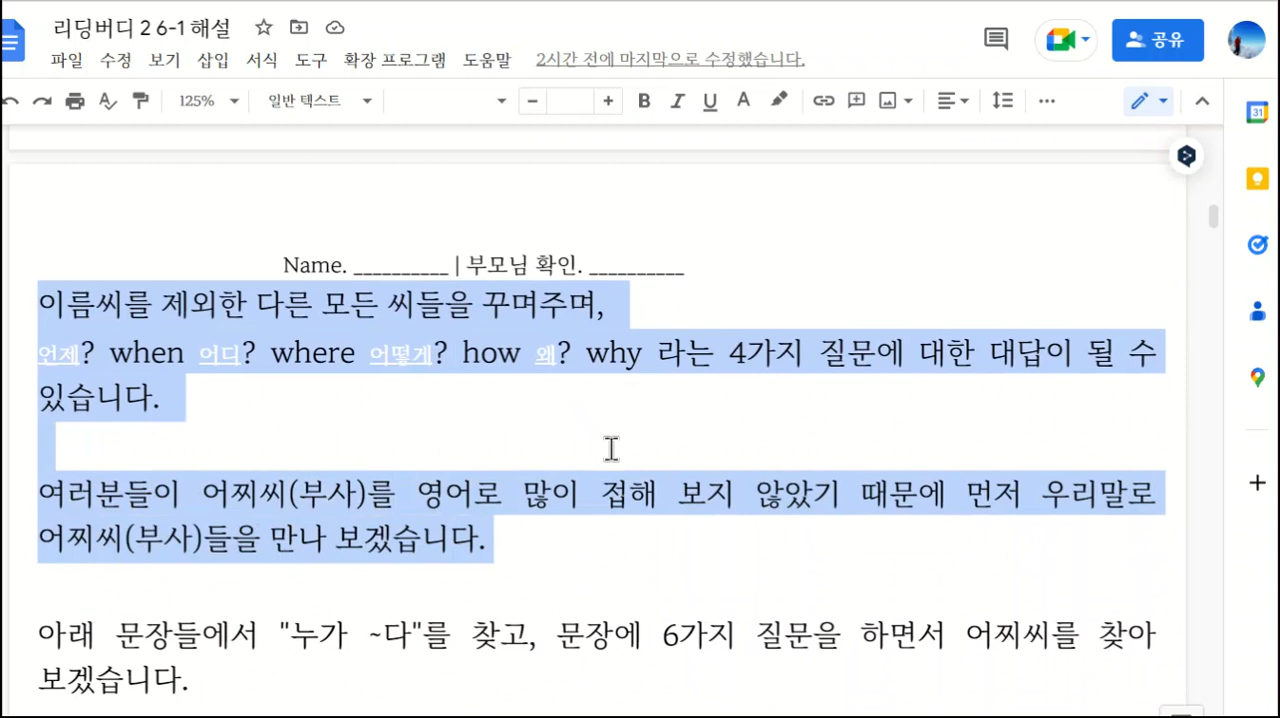 리딩버디 2 6-1 해설
파일 수정 보기 삽입 서식 도구 확장 프로그램 도움말 2시간 전에 마지막으로 수정했습니다.
공유
125% 일반 텍스트 B I U A
31
Name. __________ | 부모님 확인. __________
이름씨를 제외한 다른 모든 씨들을 꾸며주며,
언제? when 어디? where 어떻게? how 왜? why 라는 4가지 질문에 대한 대답이 될 수
있습니다.
여러분들이 어찌씨(부사)를 영어로 많이 접해 보지 않았기 때문에 먼저 우리말로
어찌씨(부사)들을 만나 보겠습니다.
아래 문장들에서 "누가 ~다"를 찾고, 문장에 6가지 질문을 하면서 어찌씨를 찾아
보겠습니다.